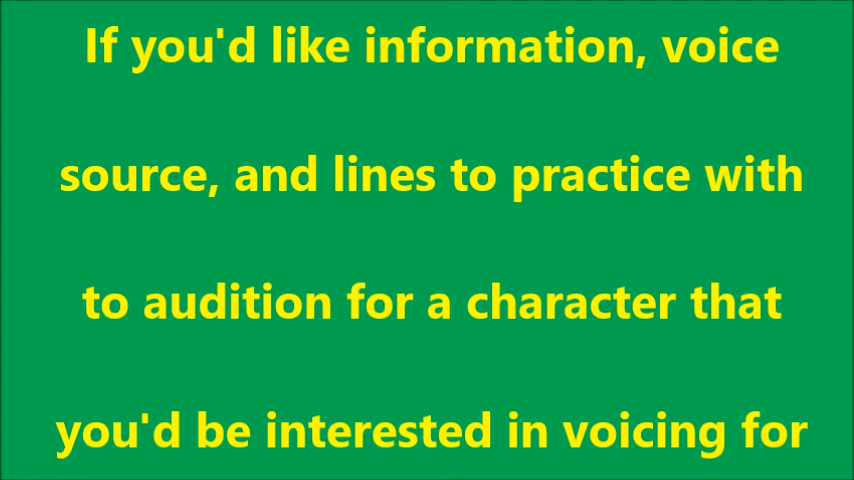 If you'd like information, voice
source, and lines to practice with
to audition for a character that
you'd be interested in voicing for